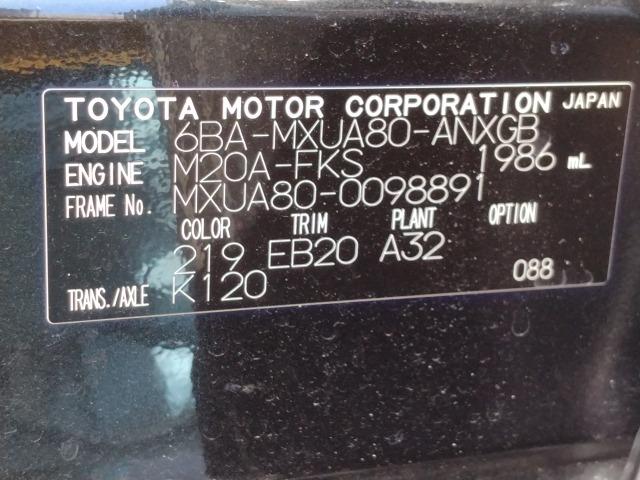 TOYOTA MOTOR CORPORATION JAPAN
MODEL 6BA-MXUA80-ANXGB
ENGINE M20A-FKS 1986 mL
FRAME No. MXUA80-0098891
COLOR TRIM PLANT OPTION
219 EB20 A32
TRANS./AXLE K120 088